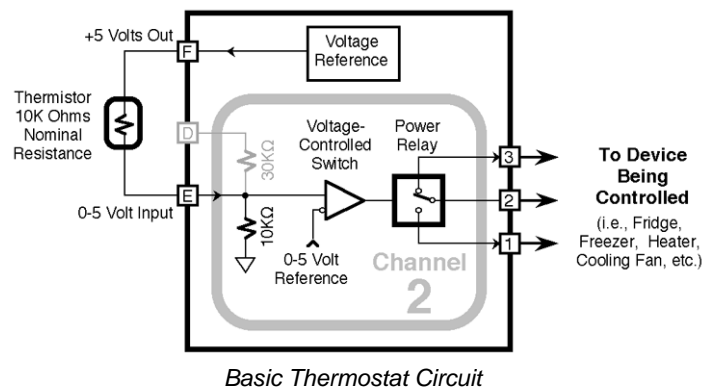 +5 Volts Out
F
Voltage
Reference
Thermistor
10K Ohms
Nominal
Resistance
D
30KΩ
Voltage-
Controlled
Switch
Power
Relay
3
2
1
To Device
Being
Controlled
(i.e., Fridge,
Freezer, Heater,
Cooling Fan, etc.)
E
0-5 Volt Input
10KΩ
0-5 Volt
Reference
Channel
2
Basic Thermostat Circuit